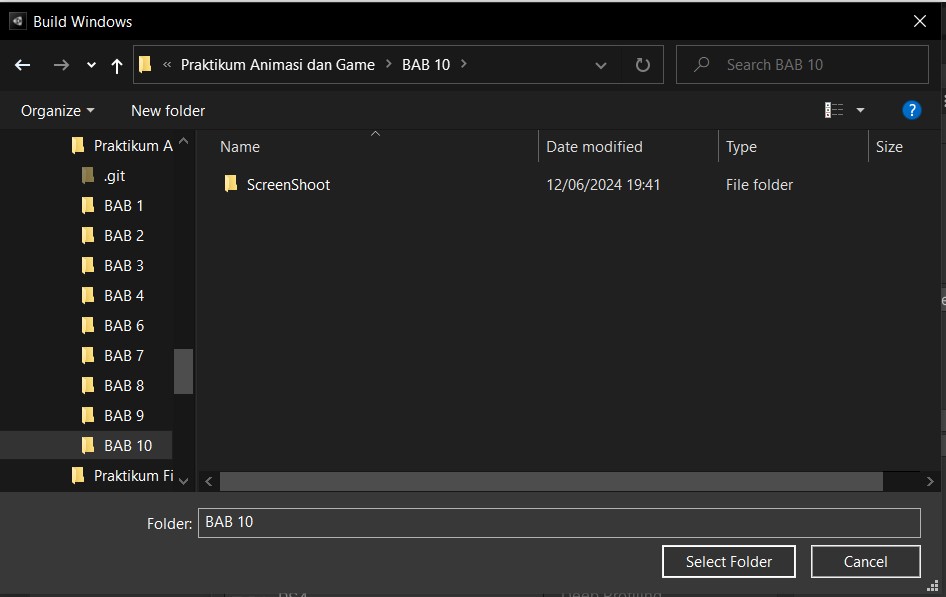 Build Windows
« Praktikum Animasi dan Game > BAB 10 >
Search BAB 10
Organize
New folder
?
Praktikum A
.git
BAB 1
BAB 2
BAB 3
BAB 4
BAB 6
BAB 7
BAB 8
BAB 9
BAB 10
Praktikum Fi
Name Date modified Type Size
ScreenShoot 12/06/2024 19:41 File folder
Folder: BAB 10
Select Folder Cancel